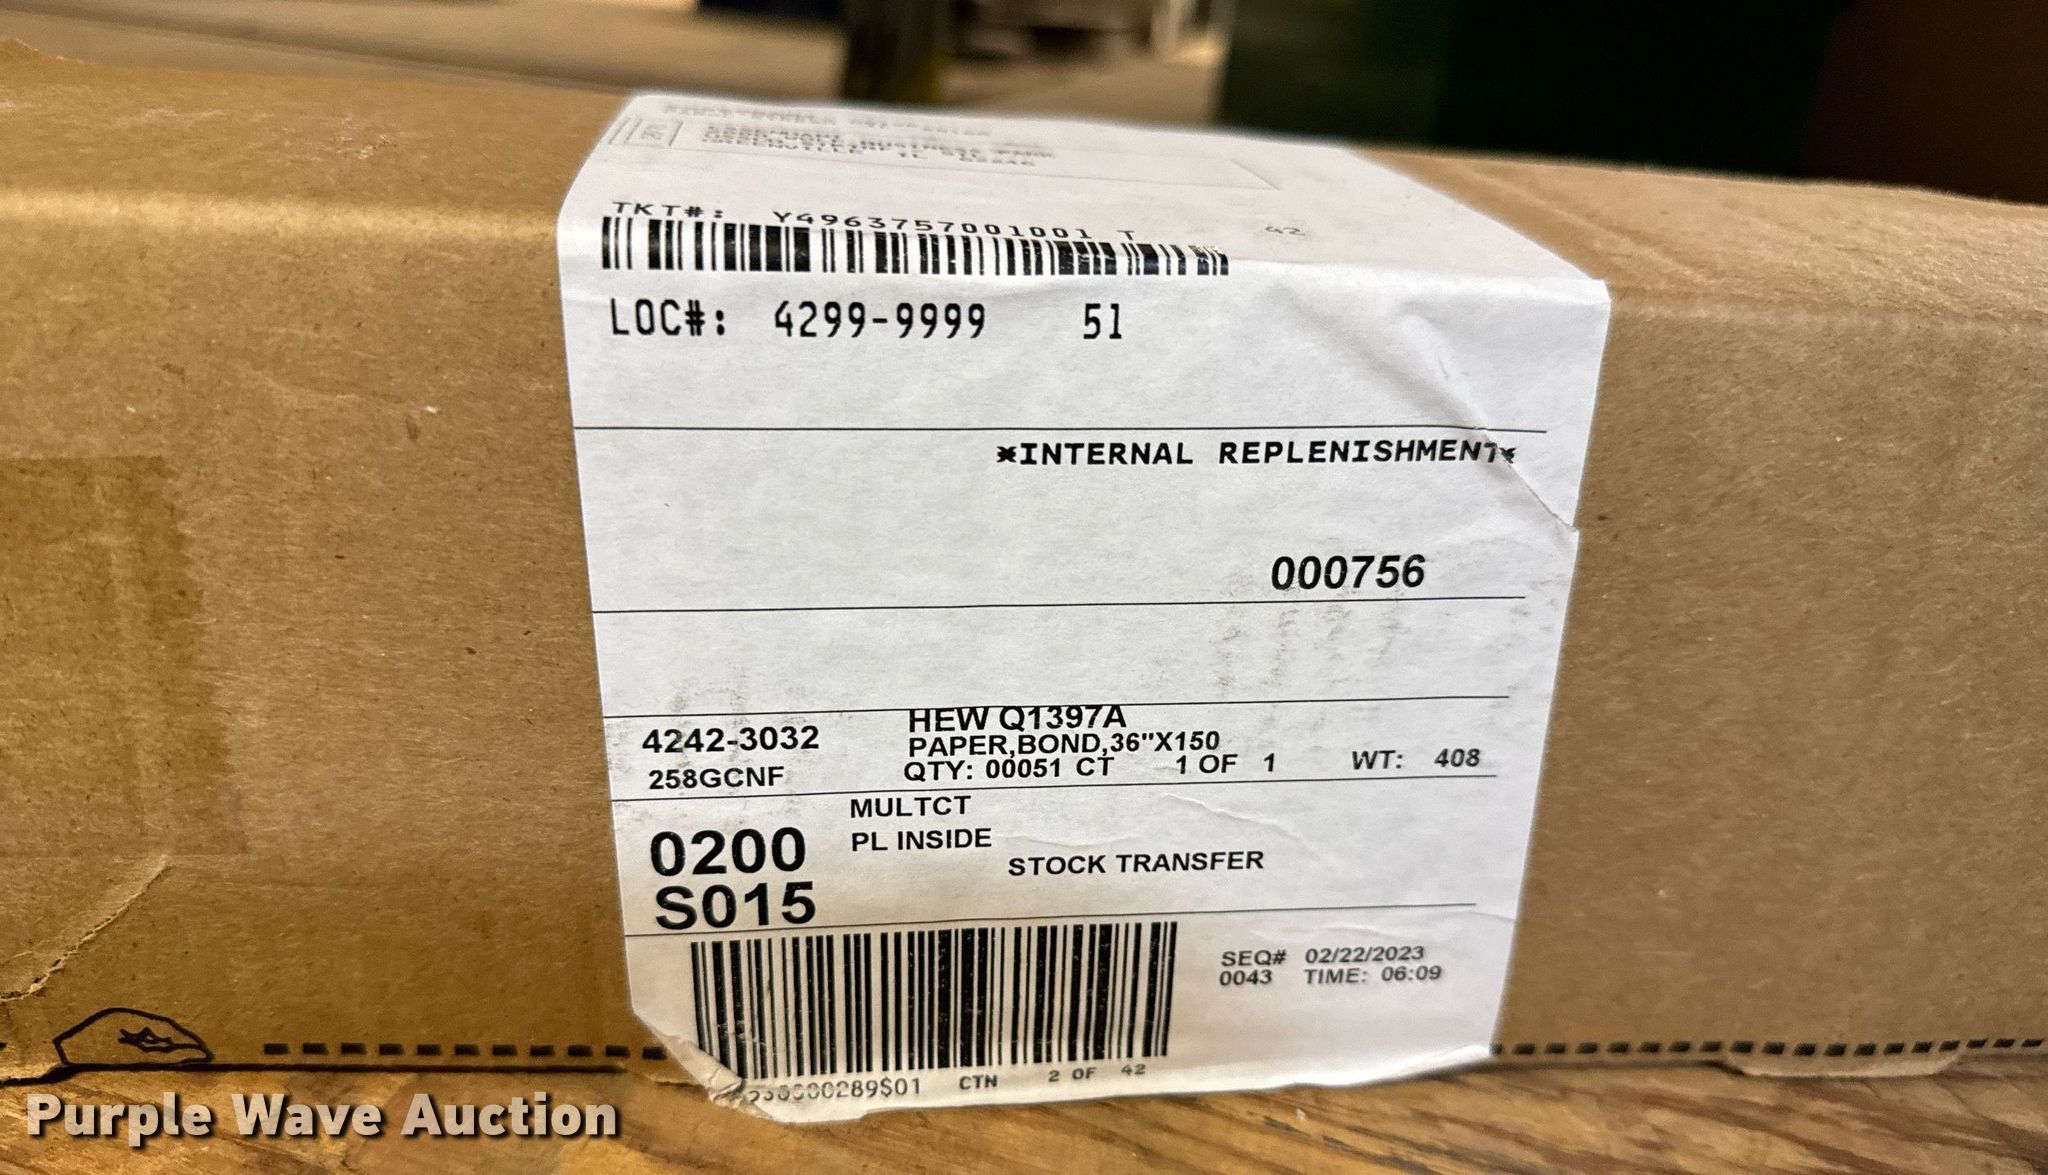 GREENVILLE IL
TKT#: Y4963757001001 T 42
LOC#: 4299-9999 51
*INTERNAL REPLENISHMENT*
000756
HEW Q1397A
4242-3032 PAPER,BOND,36"X150
258GCNF QTY: 00051 CT 1 OF 1 WT: 408
MULTCT
0200 PL INSIDE
STOCK TRANSFER
S015
SEQ# 02/22/2023
0043 TIME: 06:09
CTN 2 OF 42
Purple Wave Auction